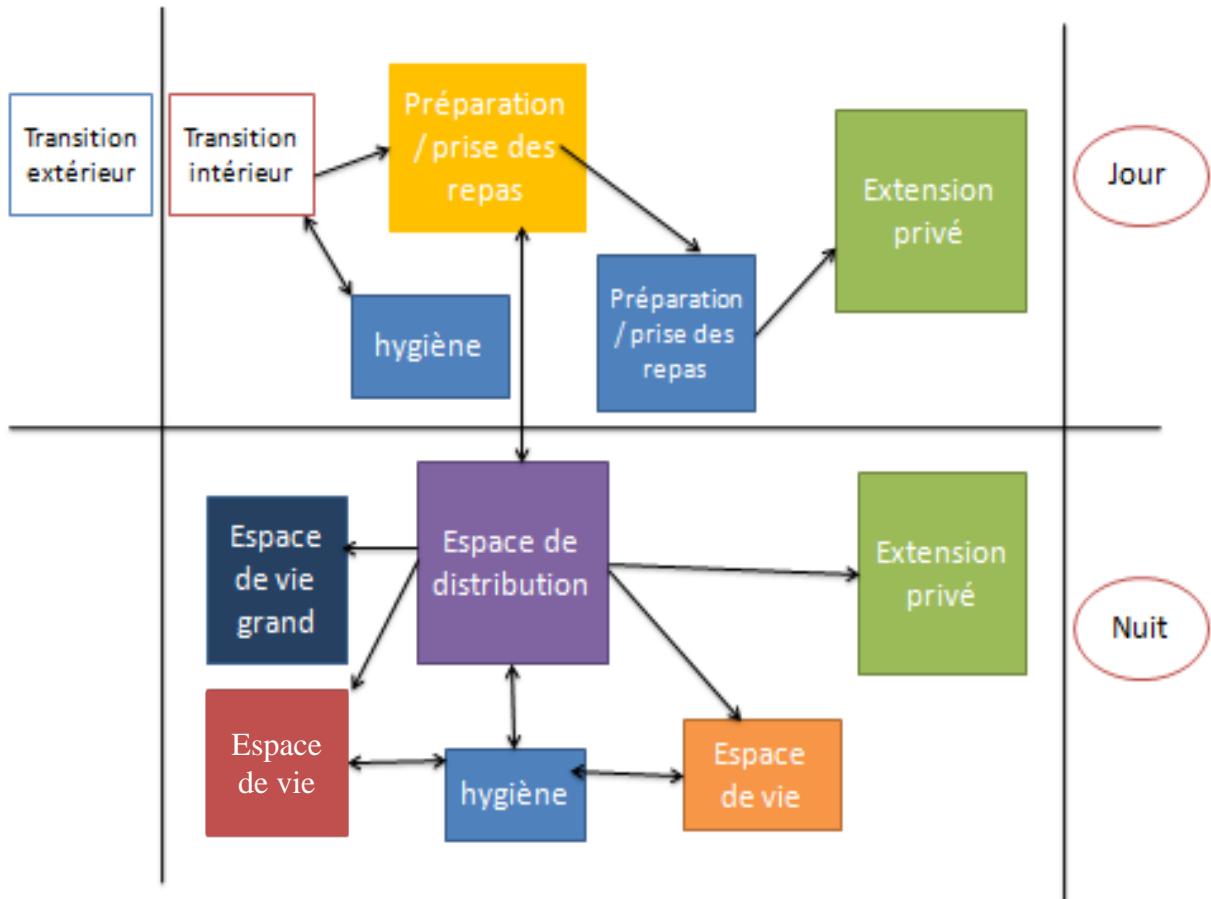 Transition
extérieur
Transition
intérieur
Préparation
/ prise des
repas
Extension
privé
Jour
hygiène
Préparation
/ prise des
repas
Espace
de vie
grand
Espace de
distribution
Extension
privé
Nuit
Espace
de vie
hygiène
Espace
de vie